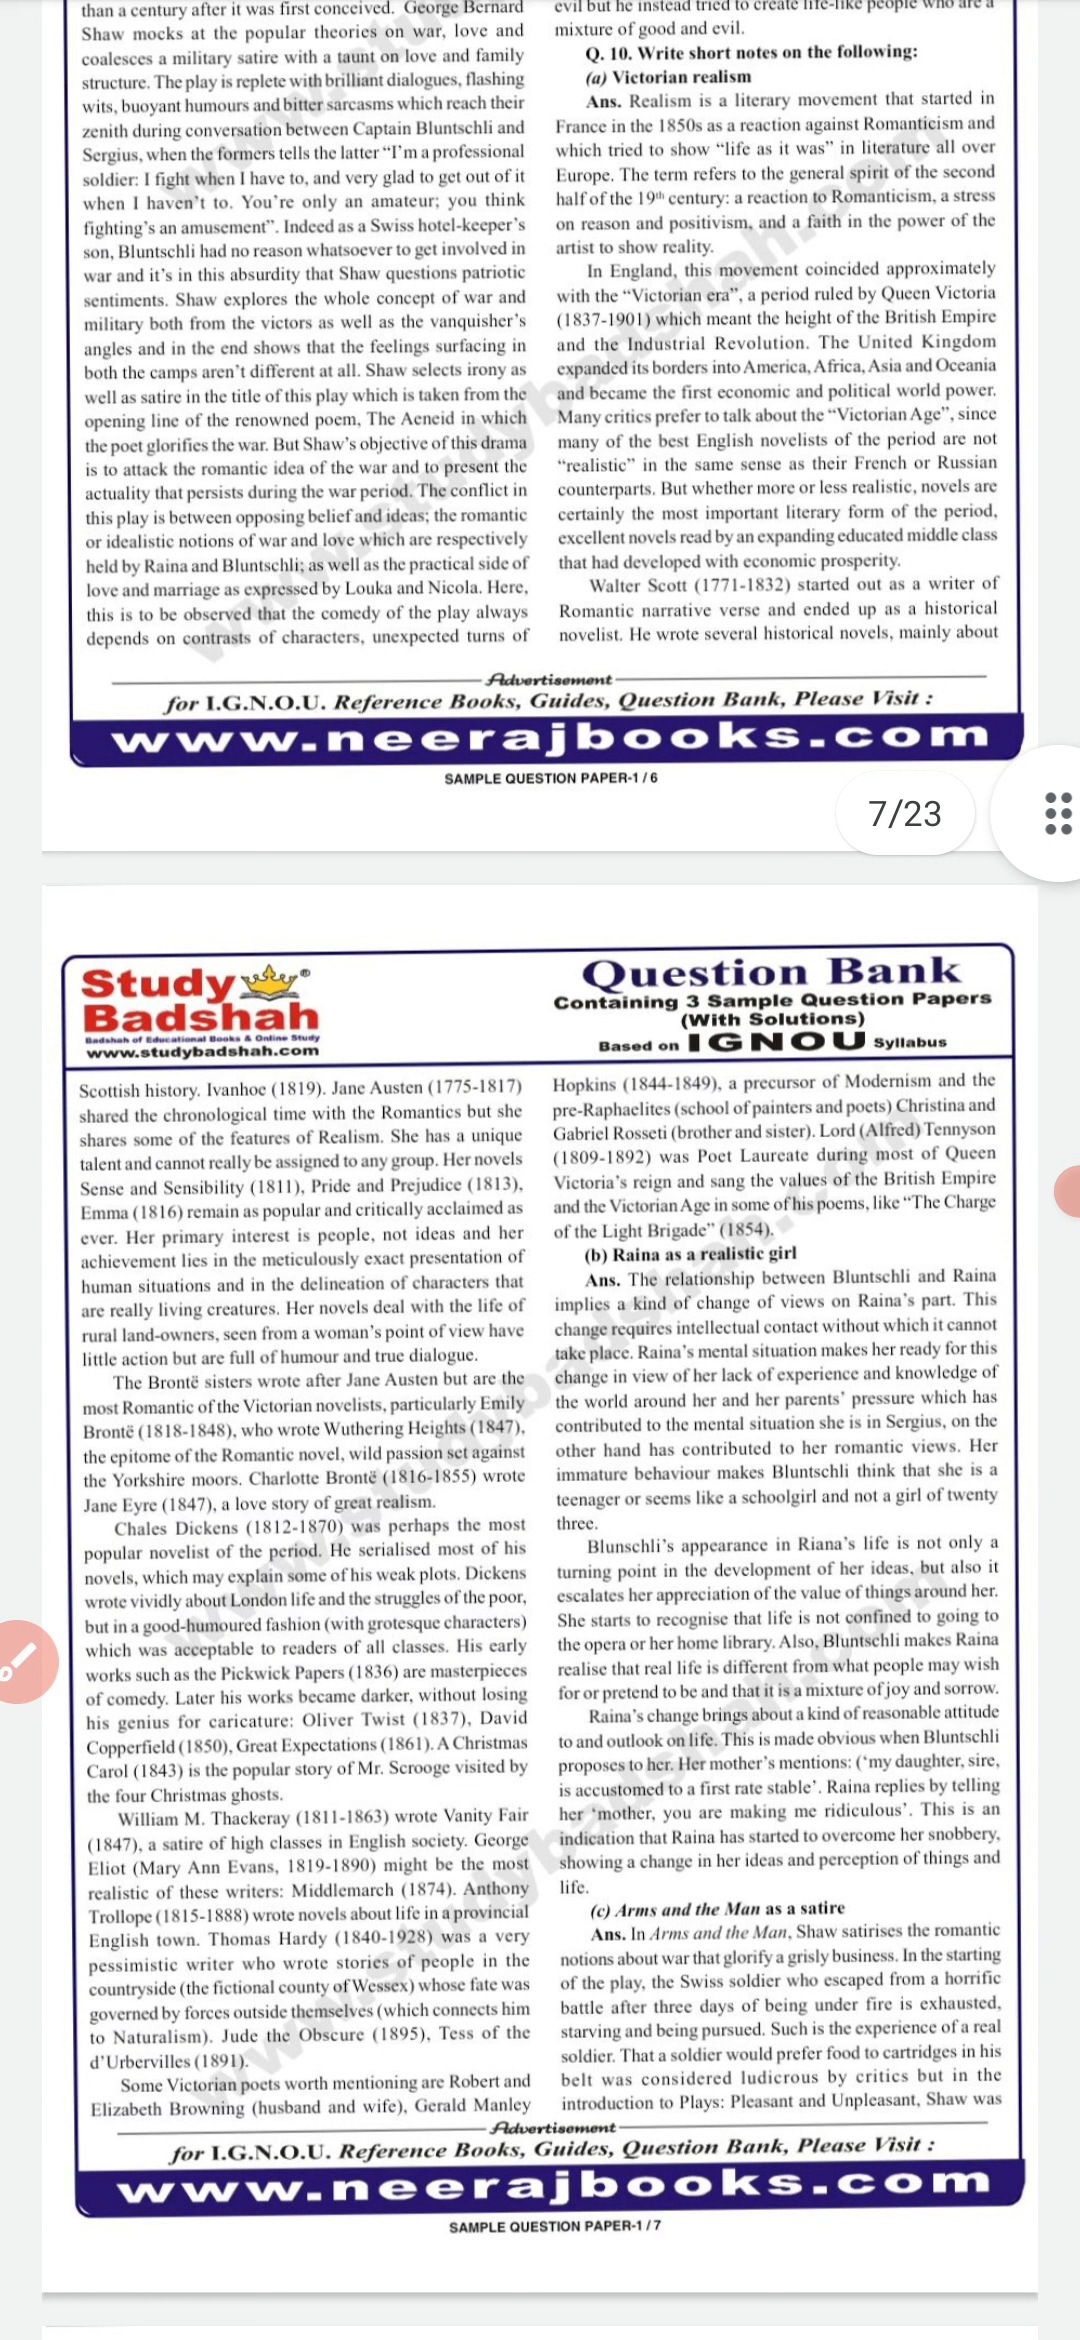 than a century after it was first conceived. George Bernard
Shaw mocks at the popular theories on war, love and
coalesces a military satire with a taunt on love and family
structure. The play is replete with brilliant dialogues, flashing
wits, buoyant humours and bitter sarcasms which reach their
zenith during conversation between Captain Bluntschli and
Sergius, when the formers tells the latter “I’m a professional
soldier: I fight when I have to, and very glad to get out of it
when I haven’t to. You’re only an amateur; you think
fighting’s an amusement”. Indeed as a Swiss hotel-keeper’s
son, Bluntschli had no reason whatsoever to get involved in
war and it’s in this absurdity that Shaw questions patriotic
sentiments. Shaw explores the whole concept of war and
military both from the victors as well as the vanquisher’s
angles and in the end shows that the feelings surfacing in
both the camps aren’t different at all. Shaw selects irony as
well as satire in the title of this play which is taken from the
opening line of the renowned poem, The Aeneid in which
the poet glorifies the war. But Shaw’s objective of this drama
is to attack the romantic idea of the war and to present the
actuality that persists during the war period. The conflict in
this play is between opposing belief and ideas; the romantic
or idealistic notions of war and love which are respectively
held by Raina and Bluntschli; as well as the practical side of
love and marriage as expressed by Louka and Nicola. Here,
this is to be observed that the comedy of the play always
depends on contrasts of characters, unexpected turns of
evil but he instead tried to create life-like people who are a
mixture of good and evil.
Q. 10. Write short notes on the following:
(a) Victorian realism
Ans. Realism is a literary movement that started in
France in the 1850s as a reaction against Romanticism and
which tried to show “life as it was” in literature all over
Europe. The term refers to the general spirit of the second
half of the 19th century: a reaction to Romanticism, a stress
on reason and positivism, and a faith in the power of the
artist to show reality.
In England, this movement coincided approximately
with the “Victorian era”, a period ruled by Queen Victoria
(1837-1901) which meant the height of the British Empire
and the Industrial Revolution. The United Kingdom
expanded its borders into America, Africa, Asia and Oceania
and became the first economic and political world power.
Many critics prefer to talk about the “Victorian Age”, since
many of the best English novelists of the period are not
“realistic” in the same sense as their French or Russian
counterparts. But whether more or less realistic, novels are
certainly the most important literary form of the period,
excellent novels read by an expanding educated middle class
that had developed with economic prosperity.
Walter Scott (1771-1832) started out as a writer of
Romantic narrative verse and ended up as a historical
novelist. He wrote several historical novels, mainly about
Advertisement
for I.G.N.O.U. Reference Books, Guides, Question Bank, Please Visit :
www.neerajbooks.com
SAMPLE QUESTION PAPER-1 / 6
7/23
Study
Badshah
Badshah of Educational Books & Online Study
www.studybadshah.com
Question Bank
Containing 3 Sample Question Papers
(With Solutions)
Based on IGNOU Syllabus
Scottish history. Ivanhoe (1819). Jane Austen (1775-1817)
shared the chronological time with the Romantics but she
shares some of the features of Realism. She has a unique
talent and cannot really be assigned to any group. Her novels
Sense and Sensibility (1811), Pride and Prejudice (1813),
Emma (1816) remain as popular and critically acclaimed as
ever. Her primary interest is people, not ideas and her
achievement lies in the meticulously exact presentation of
human situations and in the delineation of characters that
are really living creatures. Her novels deal with the life of
rural land-owners, seen from a woman’s point of view have
little action but are full of humour and true dialogue.
The Brontë sisters wrote after Jane Austen but are the
most Romantic of the Victorian novelists, particularly Emily
Brontë (1818-1848), who wrote Wuthering Heights (1847),
the epitome of the Romantic novel, wild passion set against
the Yorkshire moors. Charlotte Brontë (1816-1855) wrote
Jane Eyre (1847), a love story of great realism.
Chales Dickens (1812-1870) was perhaps the most
popular novelist of the period. He serialised most of his
novels, which may explain some of his weak plots. Dickens
wrote vividly about London life and the struggles of the poor,
but in a good-humoured fashion (with grotesque characters)
which was acceptable to readers of all classes. His early
works such as the Pickwick Papers (1836) are masterpieces
of comedy. Later his works became darker, without losing
his genius for caricature: Oliver Twist (1837), David
Copperfield (1850), Great Expectations (1861). A Christmas
Carol (1843) is the popular story of Mr. Scrooge visited by
the four Christmas ghosts.
William M. Thackeray (1811-1863) wrote Vanity Fair
(1847), a satire of high classes in English society. George
Eliot (Mary Ann Evans, 1819-1890) might be the most
realistic of these writers: Middlemarch (1874). Anthony
Trollope (1815-1888) wrote novels about life in a provincial
English town. Thomas Hardy (1840-1928) was a very
pessimistic writer who wrote stories of people in the
countryside (the fictional county of Wessex) whose fate was
governed by forces outside themselves (which connects him
to Naturalism). Jude the Obscure (1895), Tess of the
d’Urbervilles (1891).
Some Victorian poets worth mentioning are Robert and
Elizabeth Browning (husband and wife), Gerald Manley
Hopkins (1844-1849), a precursor of Modernism and the
pre-Raphaelites (school of painters and poets) Christina and
Gabriel Rosseti (brother and sister). Lord (Alfred) Tennyson
(1809-1892) was Poet Laureate during most of Queen
Victoria’s reign and sang the values of the British Empire
and the Victorian Age in some of his poems, like “The Charge
of the Light Brigade” (1854).
(b) Raina as a realistic girl
Ans. The relationship between Bluntschli and Raina
implies a kind of change of views on Raina’s part. This
change requires intellectual contact without which it cannot
take place. Raina’s mental situation makes her ready for this
change in view of her lack of experience and knowledge of
the world around her and her parents’ pressure which has
contributed to the mental situation she is in Sergius, on the
other hand has contributed to her romantic views. Her
immature behaviour makes Bluntschli think that she is a
teenager or seems like a schoolgirl and not a girl of twenty
three.
Blunschli’s appearance in Riana’s life is not only a
turning point in the development of her ideas, but also it
escalates her appreciation of the value of things around her.
She starts to recognise that life is not confined to going to
the opera or her home library. Also, Bluntschli makes Raina
realise that real life is different from what people may wish
for or pretend to be and that it is a mixture of joy and sorrow.
Raina’s change brings about a kind of reasonable attitude
to and outlook on life. This is made obvious when Bluntschli
proposes to her. Her mother’s mentions: (‘my daughter, sire,
is accustomed to a first rate stable’. Raina replies by telling
her ‘mother, you are making me ridiculous’. This is an
indication that Raina has started to overcome her snobbery,
showing a change in her ideas and perception of things and
life.
(c) Arms and the Man as a satire
Ans. In Arms and the Man, Shaw satirises the romantic
notions about war that glorify a grisly business. In the starting
of the play, the Swiss soldier who escaped from a horrific
battle after three days of being under fire is exhausted,
starving and being pursued. Such is the experience of a real
soldier. That a soldier would prefer food to cartridges in his
belt was considered ludicrous by critics but in the
introduction to Plays: Pleasant and Unpleasant, Shaw was
Advertisement
for I.G.N.O.U. Reference Books, Guides, Question Bank, Please Visit :
www.neerajbooks.com
SAMPLE QUESTION PAPER-1 / 7